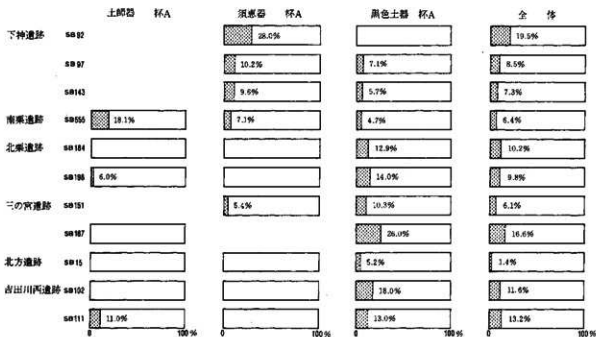 土師器 杯A 須恵器 杯A 黒色土器 杯A 全 体
下神遺跡 SB92 28.0% 19.5%
SB97 10.2% 7.1% 8.5%
SB143 9.6% 5.7% 7.3%
南栗遺跡 SB555 18.1% 7.1% 4.7% 6.4%
北栗遺跡 SB184 12.9% 10.2%
SB196 6.0% 14.0% 9.8%
三の宮遺跡 SB151 5.4% 10.3% 6.1%
SB187 26.0% 16.6%
北方遺跡 SB15 5.2% 1.4%
吉田川西遺跡 SB102 18.0% 11.6%
SB111 11.0% 13.0% 13.2%
0 100% 0 100% 0 100% 0 100%